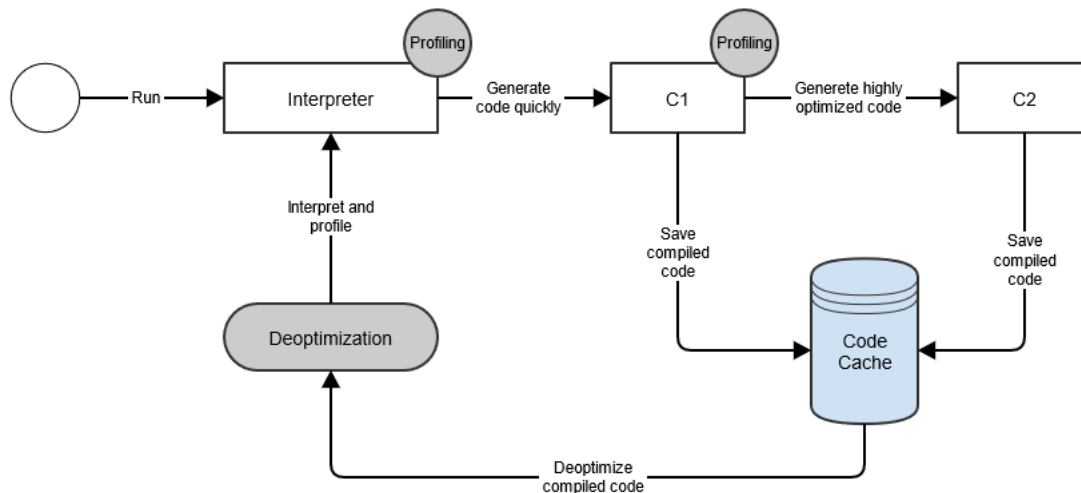 Profiling
Profiling
Run
Interpreter
Generate
code quickly
C1
Generete highly
optimized code
C2
Interpret and
profile
Save
compiled
code
Save
compiled
code
Deoptimization
Code
Cache
Deoptimize
compiled code